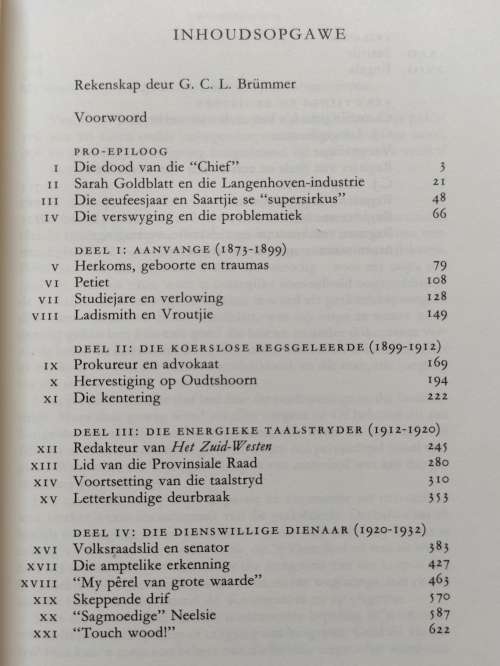 INHOUDSOPGAWE
Rekenskap deur G. C. L. Brümmer
Voorwoord
PRO-EPILOOG
I Die dood van die “Chief” 3
II Sarah Goldblatt en die Langenhoven-industrie 21
III Die eeufeesjaar en Saartjie se “supersirkus” 48
IV Die verswyging en die problematiek 66
DEEL I: AANVANGE (1873-1899)
V Herkoms, geboorte en traumas 79
VI Petiet 108
VII Studiejare en verlowing 128
VIII Ladismith en Vroutjie 149
DEEL II: DIE KOERSLOSE REGSGELEERDE (1899-1912)
IX Prokureur en advokaat 169
X Hervestiging op Oudtshoorn 194
XI Die kentering 222
DEEL III: DIE ENERGIEKE TAALSTRYDER (1912-1920)
XII Redakteur van Het Zuid-Westen 245
XIII Lid van die Provinsiale Raad 280
XIV Voortsetting van die taalstryd 310
XV Letterkundige deurbraak 353
DEEL IV: DIE DIENSWILLIGE DIENAAR (1920-1932)
XVI Volksraadslid en senator 383
XVII Die amptelike erkenning 427
XVIII “My pêrel van grote waarde” 463
XIX Skeppende drif 570
XX “Sagmoedige” Neelsie 587
XXI “Touch wood!” 622